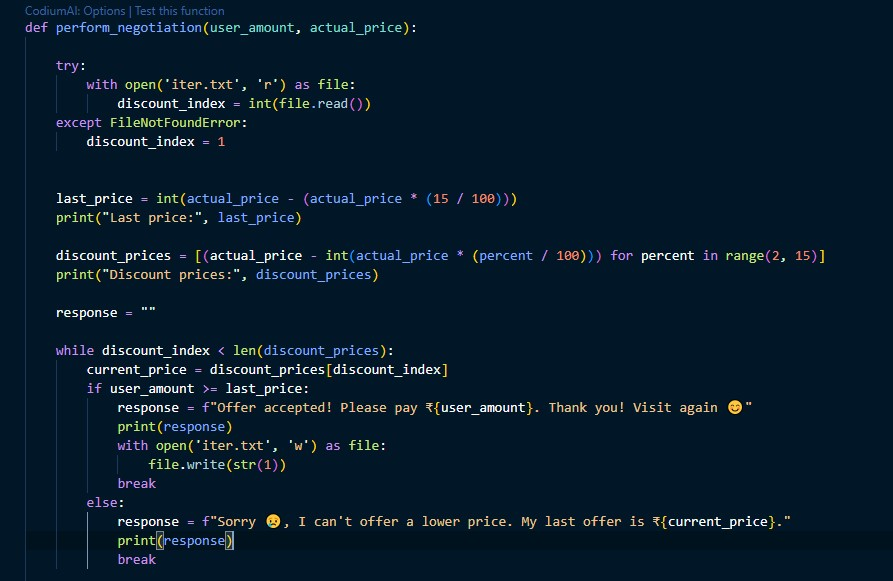 CodiumAI: Options | Test this function
def perform_negotiation(user_amount, actual_price):
try:
with open('iter.txt', 'r') as file:
discount_index = int(file.read())
except FileNotFoundError:
discount_index = 1
last_price = int(actual_price - (actual_price * (15 / 100)))
print("Last price:", last_price)
discount_prices = [(actual_price - int(actual_price * (percent / 100))) for percent in range(2, 15)]
print("Discount prices:", discount_prices)
response = ""
while discount_index < len(discount_prices):
current_price = discount_prices[discount_index]
if user_amount >= last_price:
response = f"Offer accepted! Please pay ₹{user_amount}. Thank you! Visit again 😊"
print(response)
with open('iter.txt', 'w') as file:
file.write(str(1))
break
else:
response = f"Sorry 😢, I can't offer a lower price. My last offer is ₹{current_price}."
print(response)
break